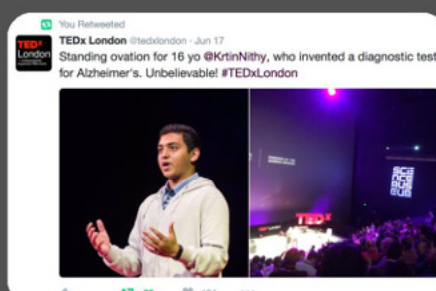 You Retweeted
TEDx London @tedxlondon · Jun 17
TEDx
London
Standing ovation for 16 yo @KrtinNithy, who invented a diagnostic test
for Alzheimer's. Unbelievable! #TEDxLondon
TEDx